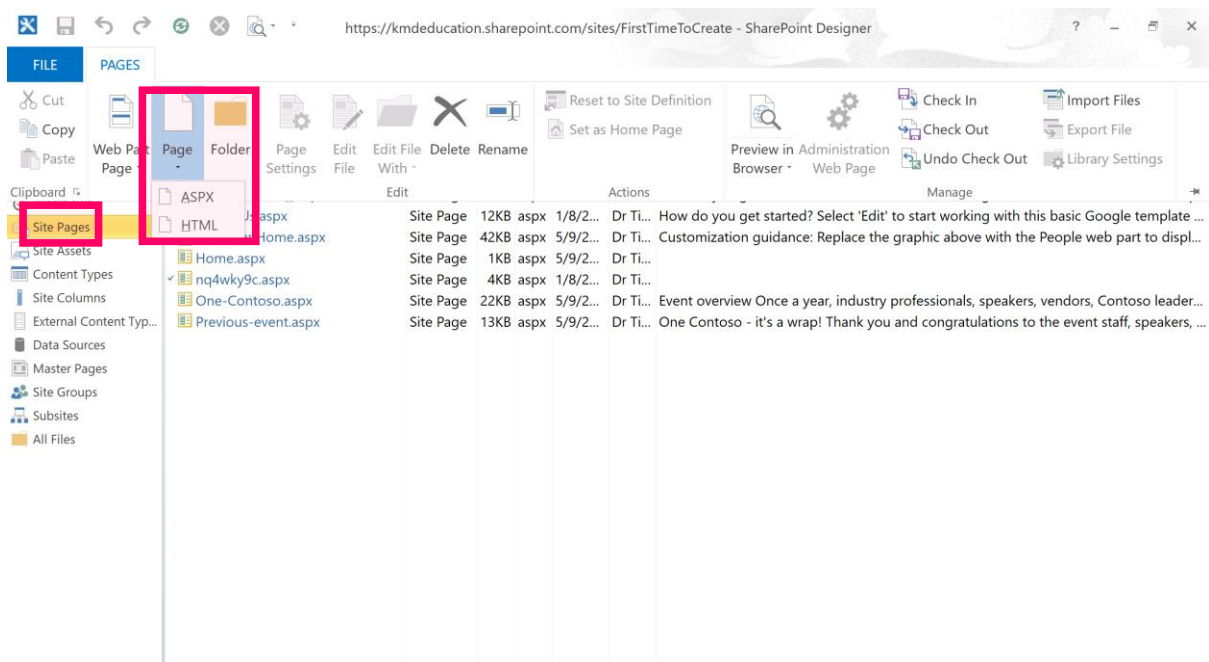 https://kmdeducation.sharepoint.com/sites/FirstTimeToCreate - SharePoint Designer
?
FILE PAGES
Cut
Copy
Paste
Clipboard
Web Part Page
Page
Folder
Page Settings
Edit File
Edit File With
Delete
Rename
Edit
Reset to Site Definition
Set as Home Page
Actions
Preview in Browser
Administration Web Page
Check In
Check Out
Undo Check Out
Import Files
Export File
Library Settings
Manage
ASPX
HTML
Site Pages
Site Assets
Content Types
Site Columns
External Content Typ...
Data Sources
Master Pages
Site Groups
Subsites
All Files
.aspx Site Page 12KB aspx 1/8/2... Dr Ti... How do you get started? Select 'Edit' to start working with this basic Google template ...
Home.aspx Site Page 42KB aspx 5/9/2... Dr Ti... Customization guidance: Replace the graphic above with the People web part to displ...
Home.aspx Site Page 1KB aspx 5/9/2... Dr Ti...
nq4wky9c.aspx Site Page 4KB aspx 1/8/2... Dr Ti...
One-Contoso.aspx Site Page 22KB aspx 5/9/2... Dr Ti... Event overview Once a year, industry professionals, speakers, vendors, Contoso leader...
Previous-event.aspx Site Page 13KB aspx 5/9/2... Dr Ti... One Contoso - it's a wrap! Thank you and congratulations to the event staff, speakers, ...